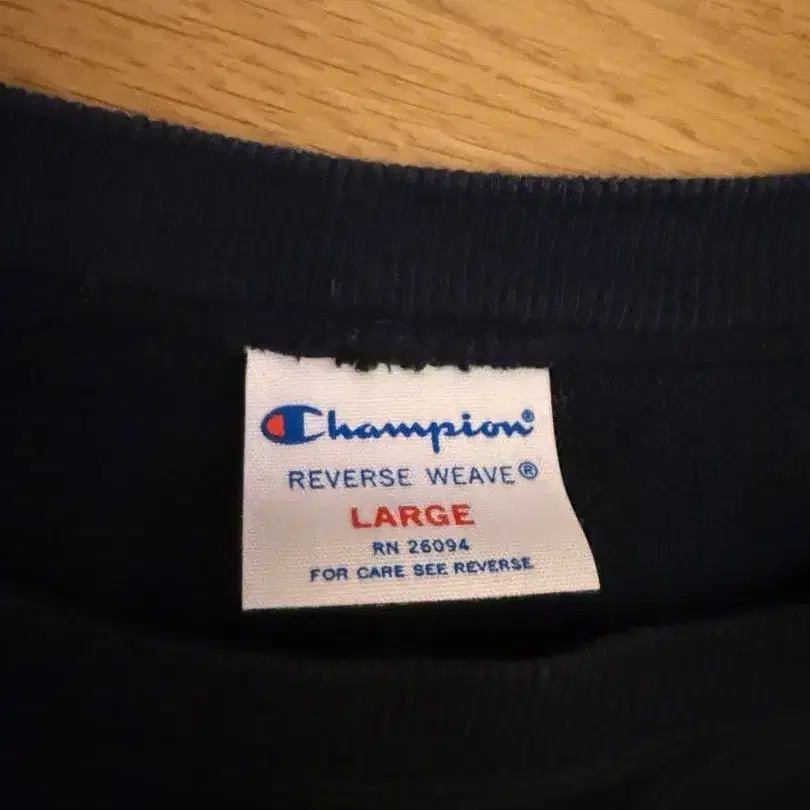 Champion®
REVERSE WEAVE®
LARGE
RN 26094
FOR CARE SEE REVERSE